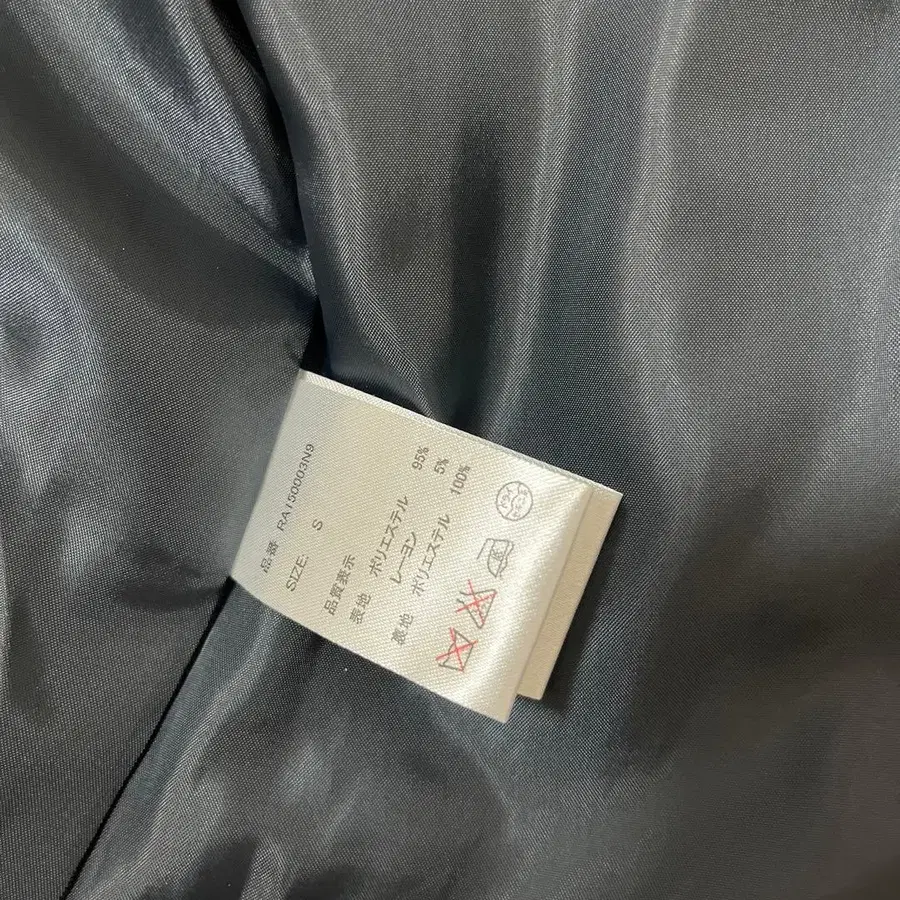 品番 RA150003N9
SIZE: S
品質表示
表地 ポリエステル 95%
レーヨン 5%
裏地 ポリエステル 100%